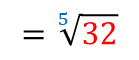 = ⁵√32